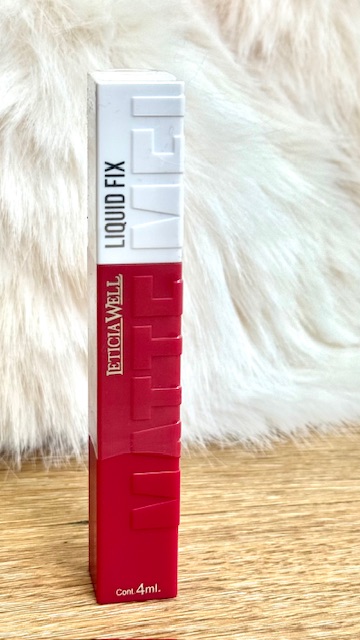 LIQUID FIX
LETICIA WELL
MATTE
Cont. 4ml.